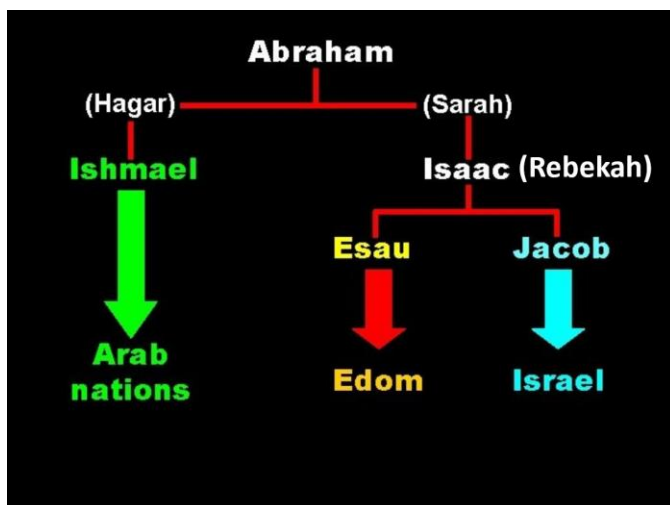 Abraham
(Hagar) (Sarah)
Ishmael Isaac (Rebekah)
Esau Jacob
Arab
nations Edom Israel